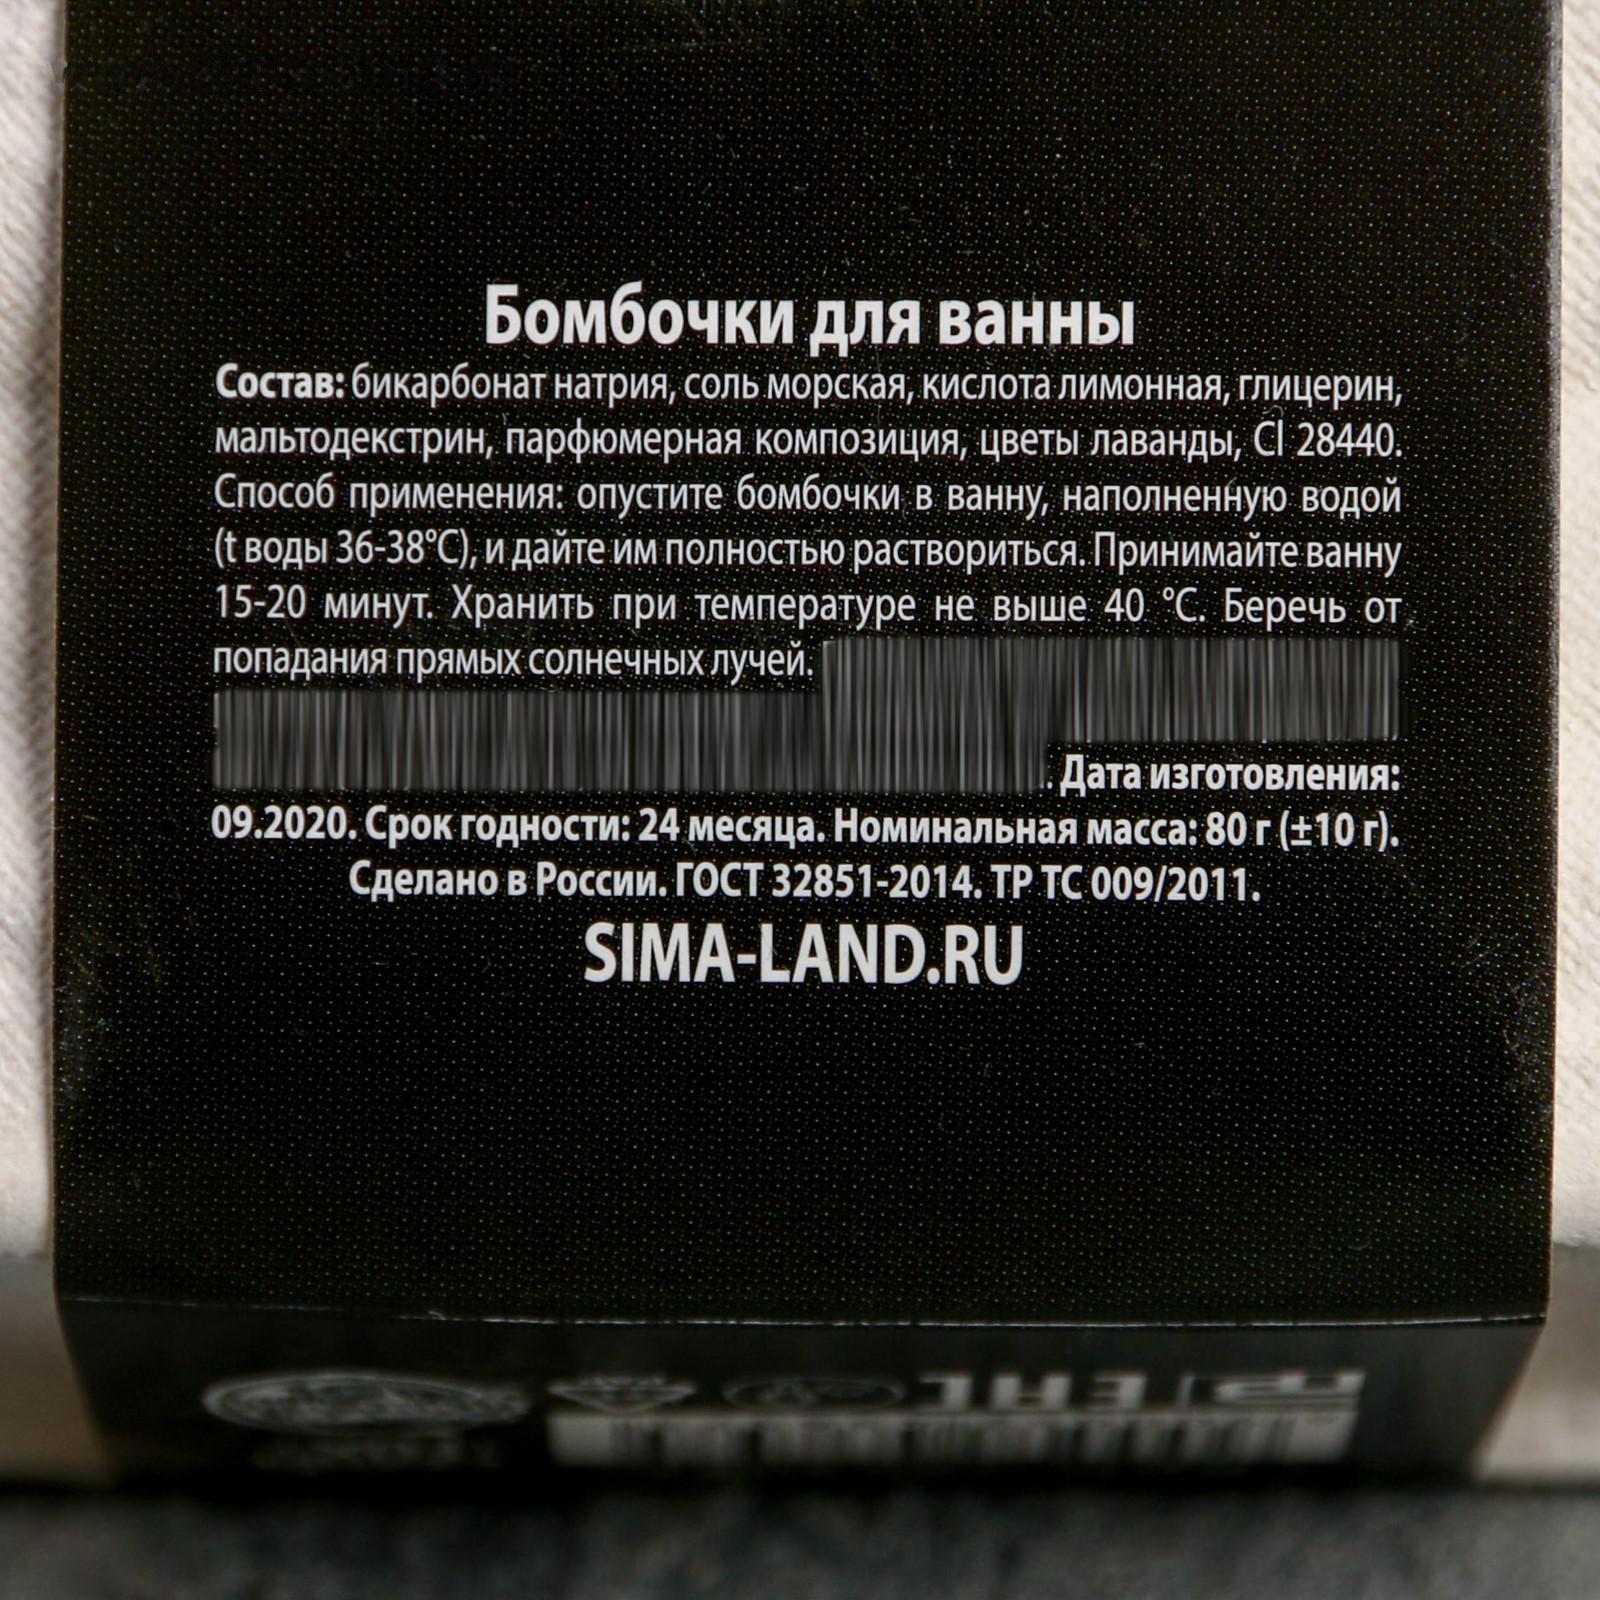 Бомбочки для ванны
Состав: бикарбонат натрия, соль морская, кислота лимонная, глицерин,
мальтодекстрин, парфюмерная композиция, цветы лаванды, Cl 28440.
Способ применения: опустите бомбочки в ванну, наполненную водой
(t воды 36-38°C), и дайте им полностью раствориться. Принимайте ванну
15-20 минут. Хранить при температуре не выше 40 °C. Беречь от
попадания прямых солнечных лучей.
. Дата изготовления:
09.2020. Срок годности: 24 месяца. Номинальная масса: 80 г (±10 г).
Сделано в России. ГОСТ 32851-2014. ТР ТС 009/2011.
SIMA-LAND.RU
EAC